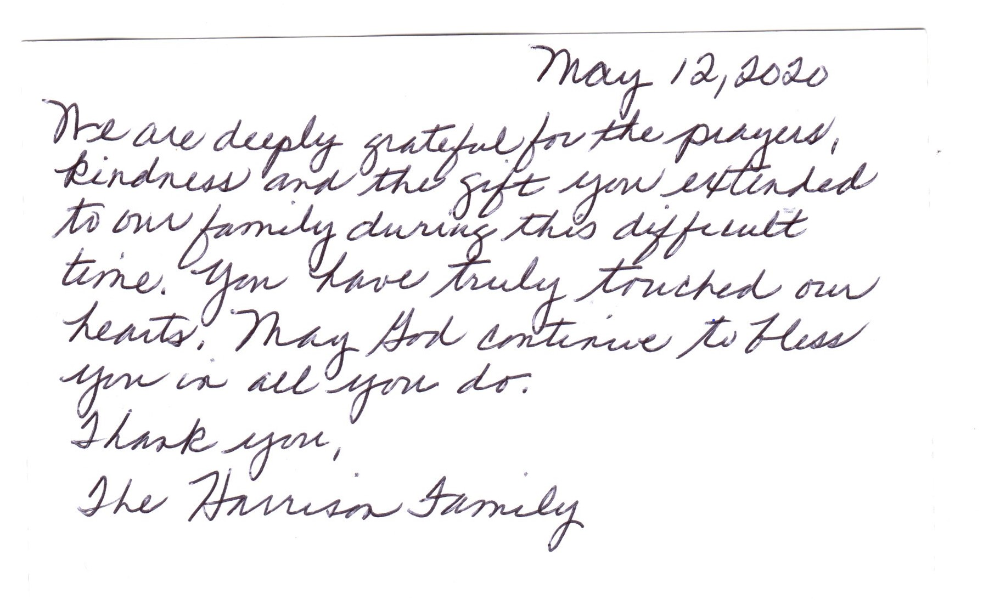 May 12, 2020
We are deeply grateful for the prayers,
kindness and the gift you extended
to our family during this difficult
time. You have truly touched our
hearts. May God continue to bless
you in all you do.
Thank you,
The Harrison Family